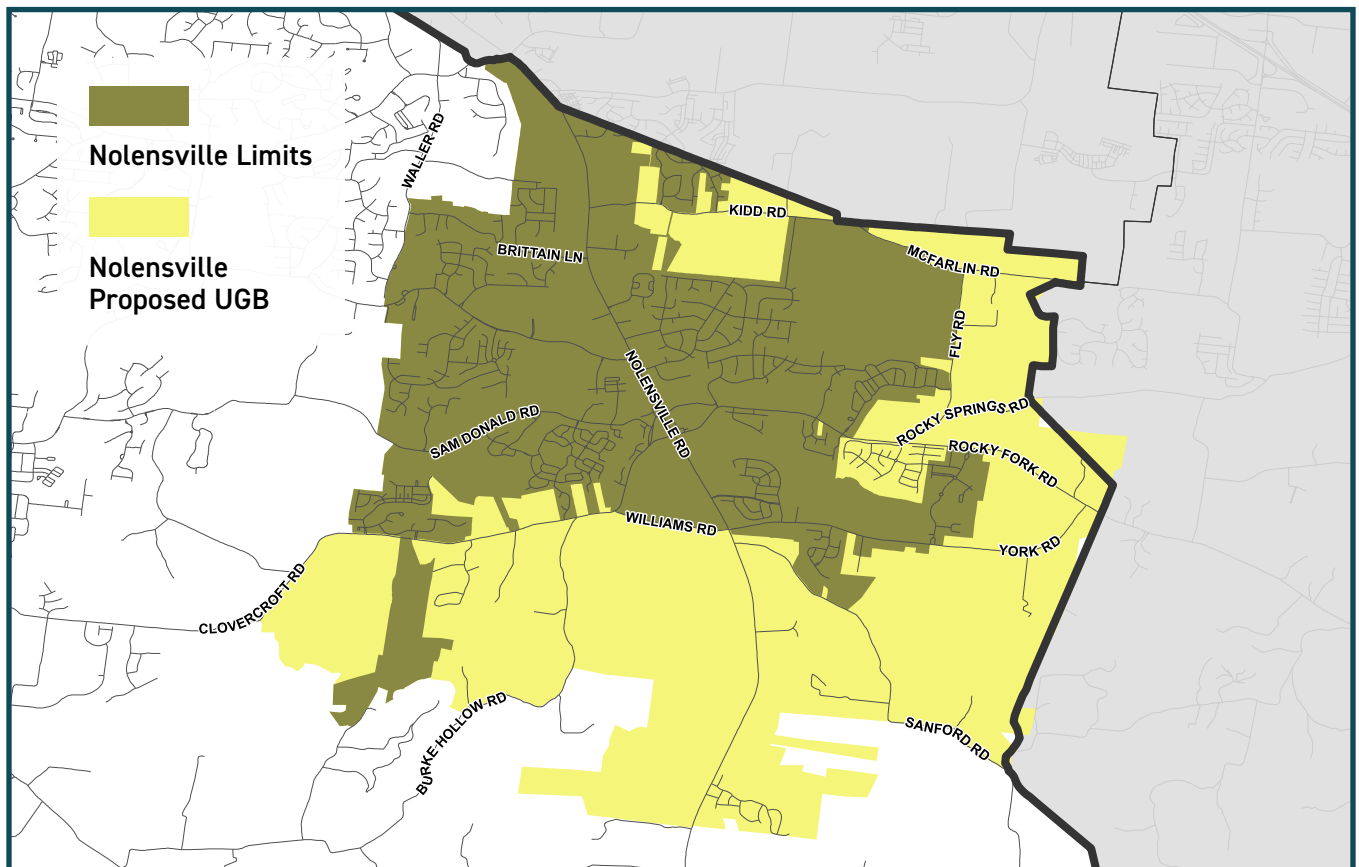 Nolensville Limits
Nolensville
Proposed UGB
WALLER RD
KIDD RD
BRITTAIN LN
MCFARLIN RD
FLY RD
NOLENSVILLE RD
SAM DONALD RD
ROCKY SPRINGS RD
ROCKY FORK RD
WILLIAMS RD
YORK RD
CLOVERCROFT RD
BURKE HOLLOW RD
SANFORD RD